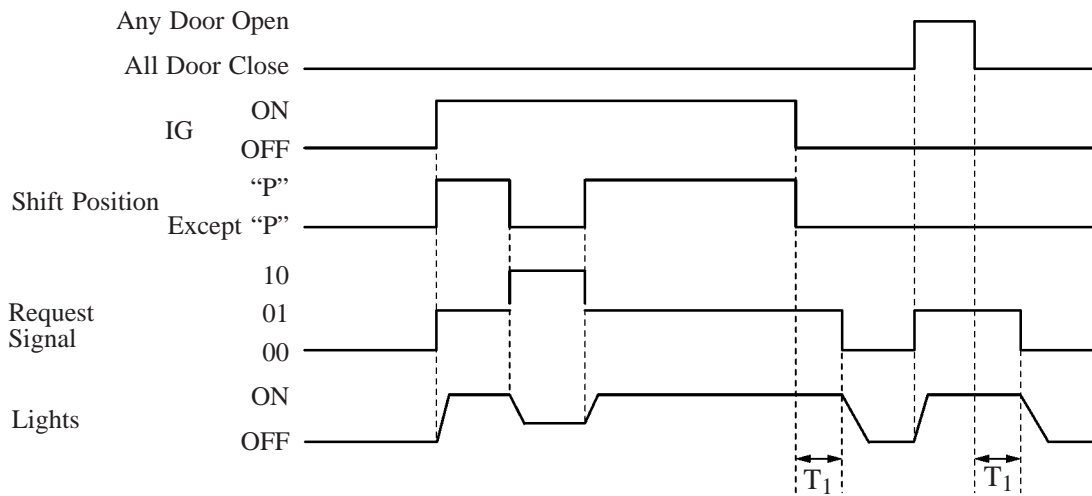 Any Door Open
All Door Close
IG
ON
OFF
Shift Position
“P”
Except “P”
Request
Signal
10
01
00
Lights
ON
OFF
T1
T1